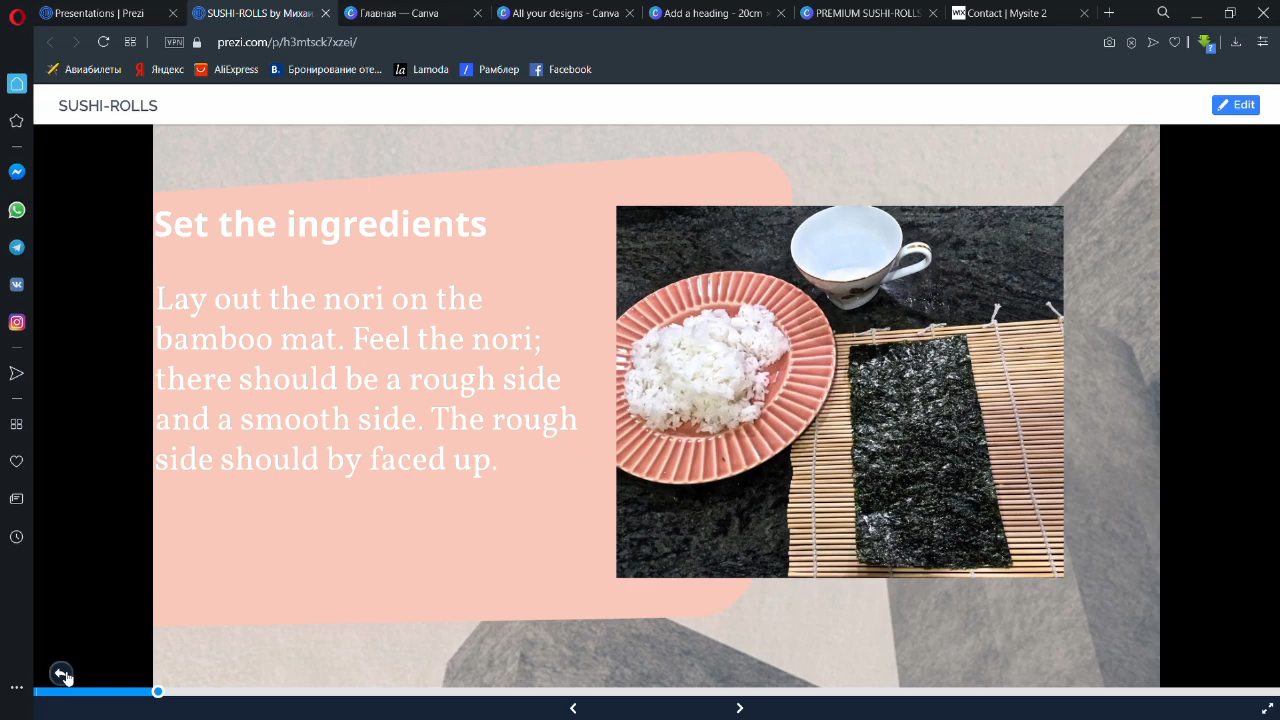 Presentations | Prezi
SUSHI-ROLLS by Михаи
Главная — Canva
All your designs - Canva
Add a heading - 20cm
PREMIUM SUSHI-ROLLS
WIX Contact | Mysite 2
VPN
prezi.com/p/h3mtsck7xzei/
Авиабилеты
Я Яндекс
AliExpress
B. Бронирование оте...
la Lamoda
/ Рамблер
f Facebook
SUSHI-ROLLS
Edit
Set the ingredients
Lay out the nori on the
bamboo mat. Feel the nori;
there should be a rough side
and a smooth side. The rough
side should by faced up.